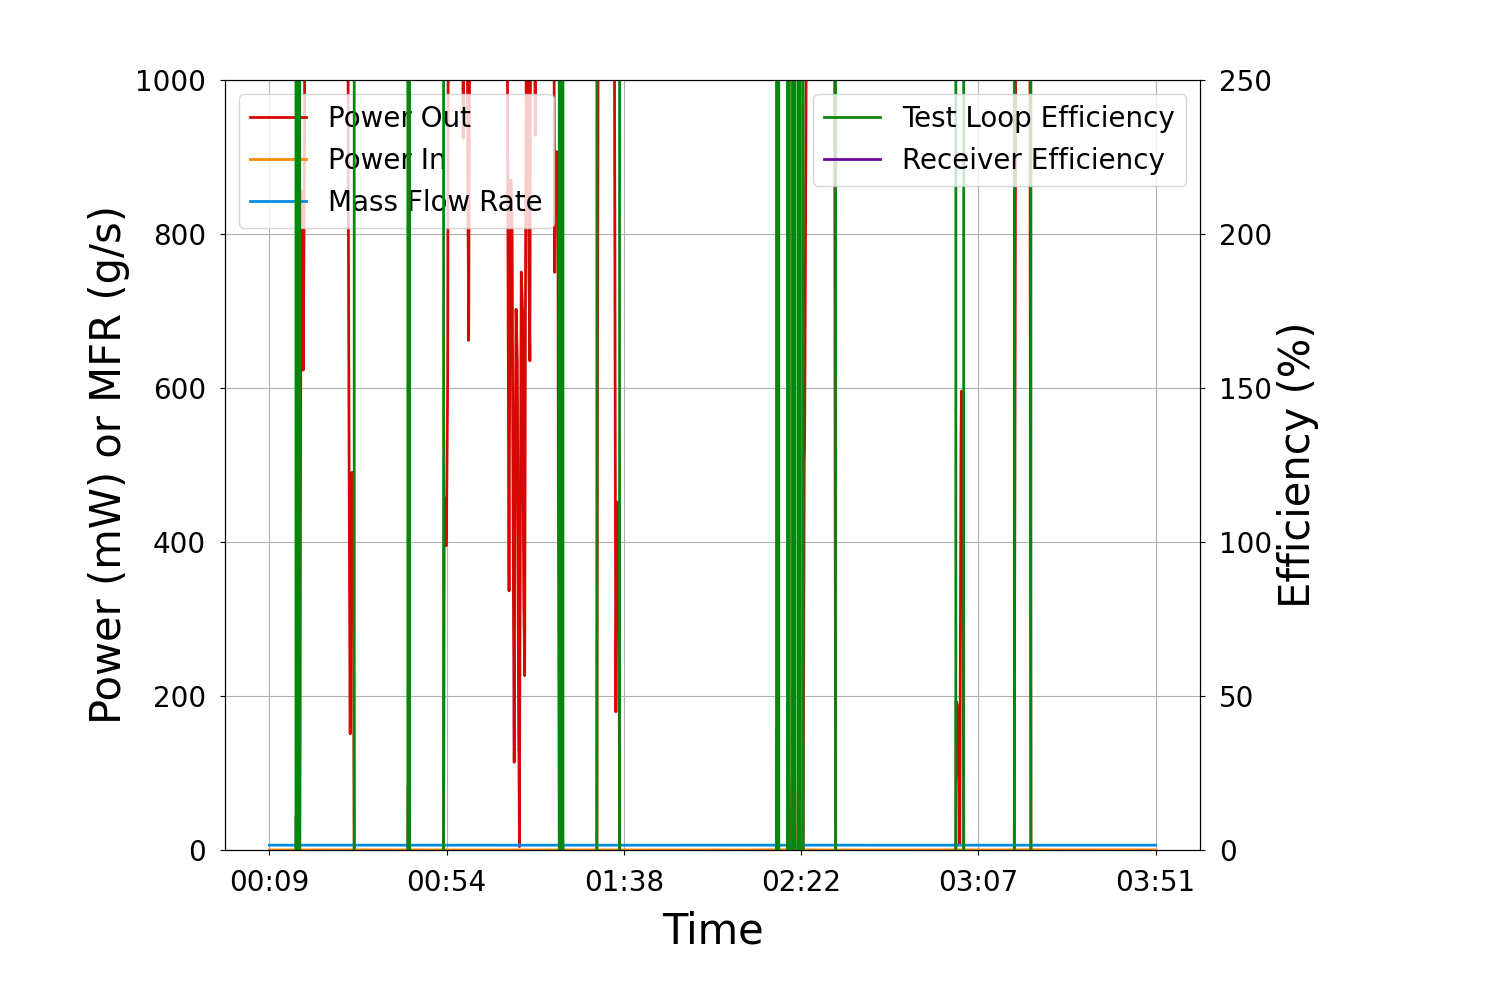 1000
800
600
400
200
0
Power (mW) or MFR (g/s)
Power Out
Power In
Mass Flow Rate
Test Loop Efficiency
Receiver Efficiency
250
200
150
100
50
0
Efficiency (%)
00:09 00:54 01:38 02:22 03:07 03:51
Time